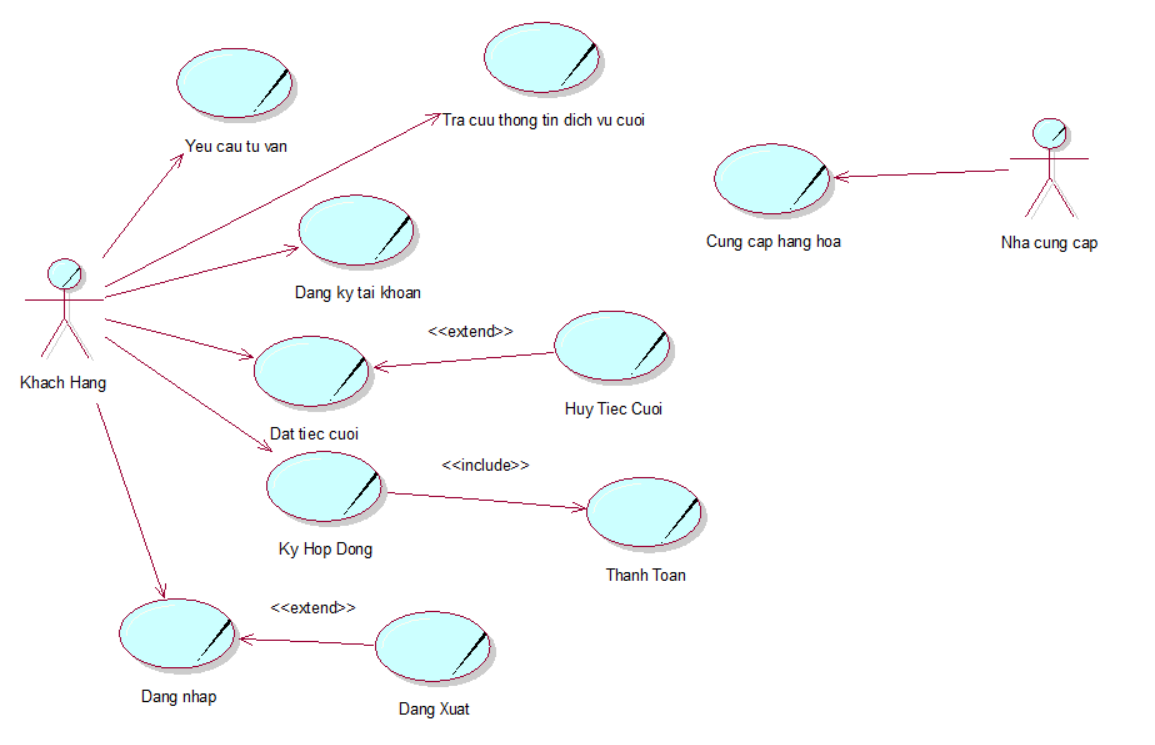 Tra cuu thong tin dich vu cuoi
Yeu cau tu van
Cung cap hang hoa
Nha cung cap
Dang ky tai khoan
<<extend>>
Khach Hang
Huy Tiec Cuoi
Dat tiec cuoi
<<include>>
Ky Hop Dong
Thanh Toan
<<extend>>
Dang nhap
Dang Xuat